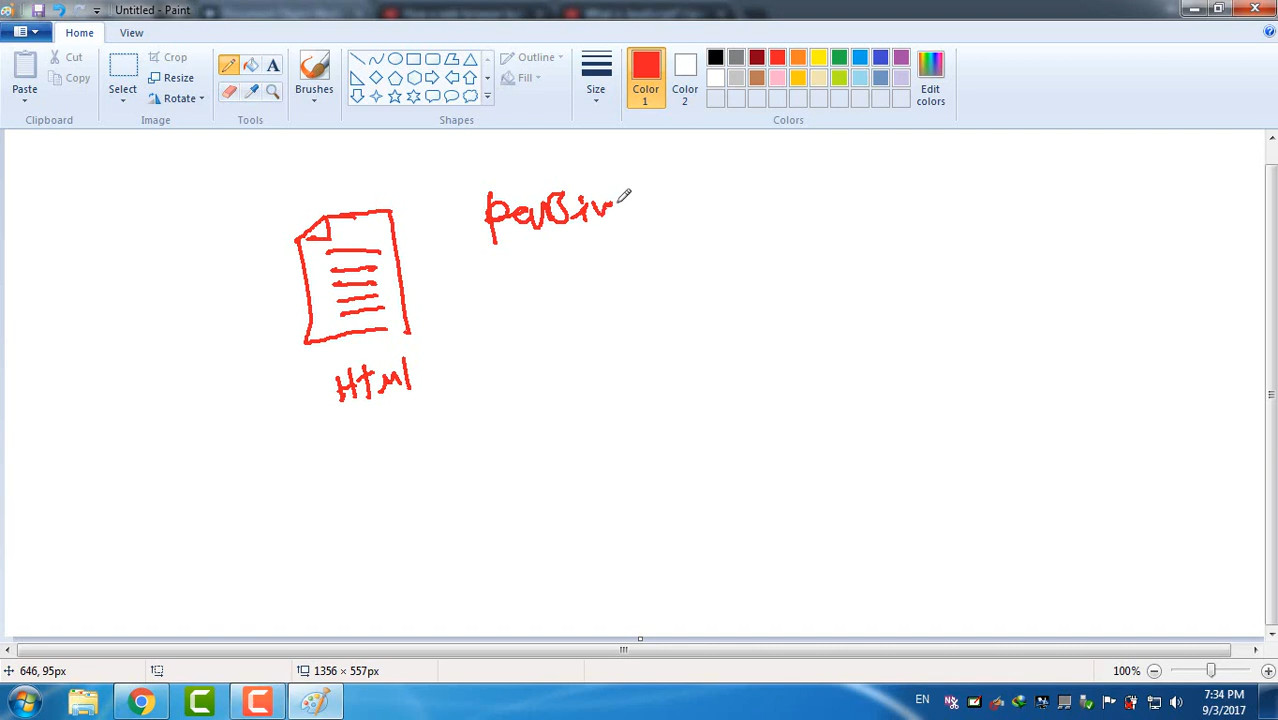 Untitled - Paint
Home
View
Paste
Cut
Copy
Clipboard
Select
Crop
Resize
Rotate
Image
Tools
Brushes
Shapes
Outline
Fill
Size
Color 1
Color 2
Edit colors
Colors
Html
646, 95px
1356 × 557px
100%
EN
7:34 PM
9/3/2017